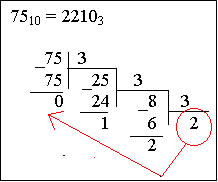 75₁₀ = 2210₃
_75 3
75 _25 3
0 24 _8 3
1 6 2
2